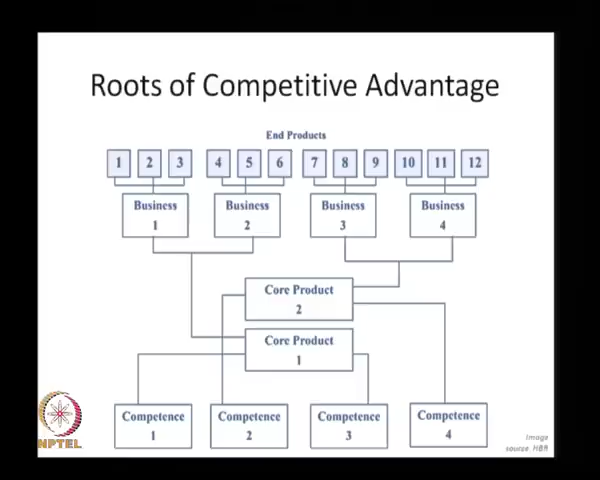 Roots of Competitive Advantage
End Products
1 2 3 4 5 6 7 8 9 10 11 12
Business
1
Business
2
Business
3
Business
4
Core Product
2
Core Product
1
Competence
1
Competence
2
Competence
3
Competence
4
NPTEL
Image
source HBR